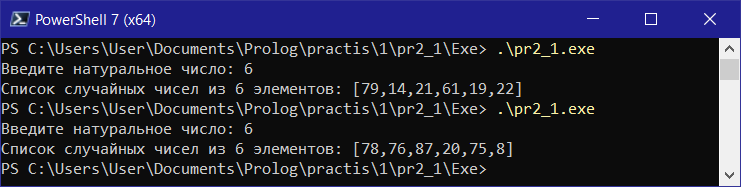 PowerShell 7 (x64)
PS C:\Users\User\Documents\Prolog\practis\1\pr2_1\Exe> .\pr2_1.exe
Введите натуральное число: 6
Список случайных чисел из 6 элементов: [79,14,21,61,19,22]
PS C:\Users\User\Documents\Prolog\practis\1\pr2_1\Exe> .\pr2_1.exe
Введите натуральное число: 6
Список случайных чисел из 6 элементов: [78,76,87,20,75,8]
PS C:\Users\User\Documents\Prolog\practis\1\pr2_1\Exe>